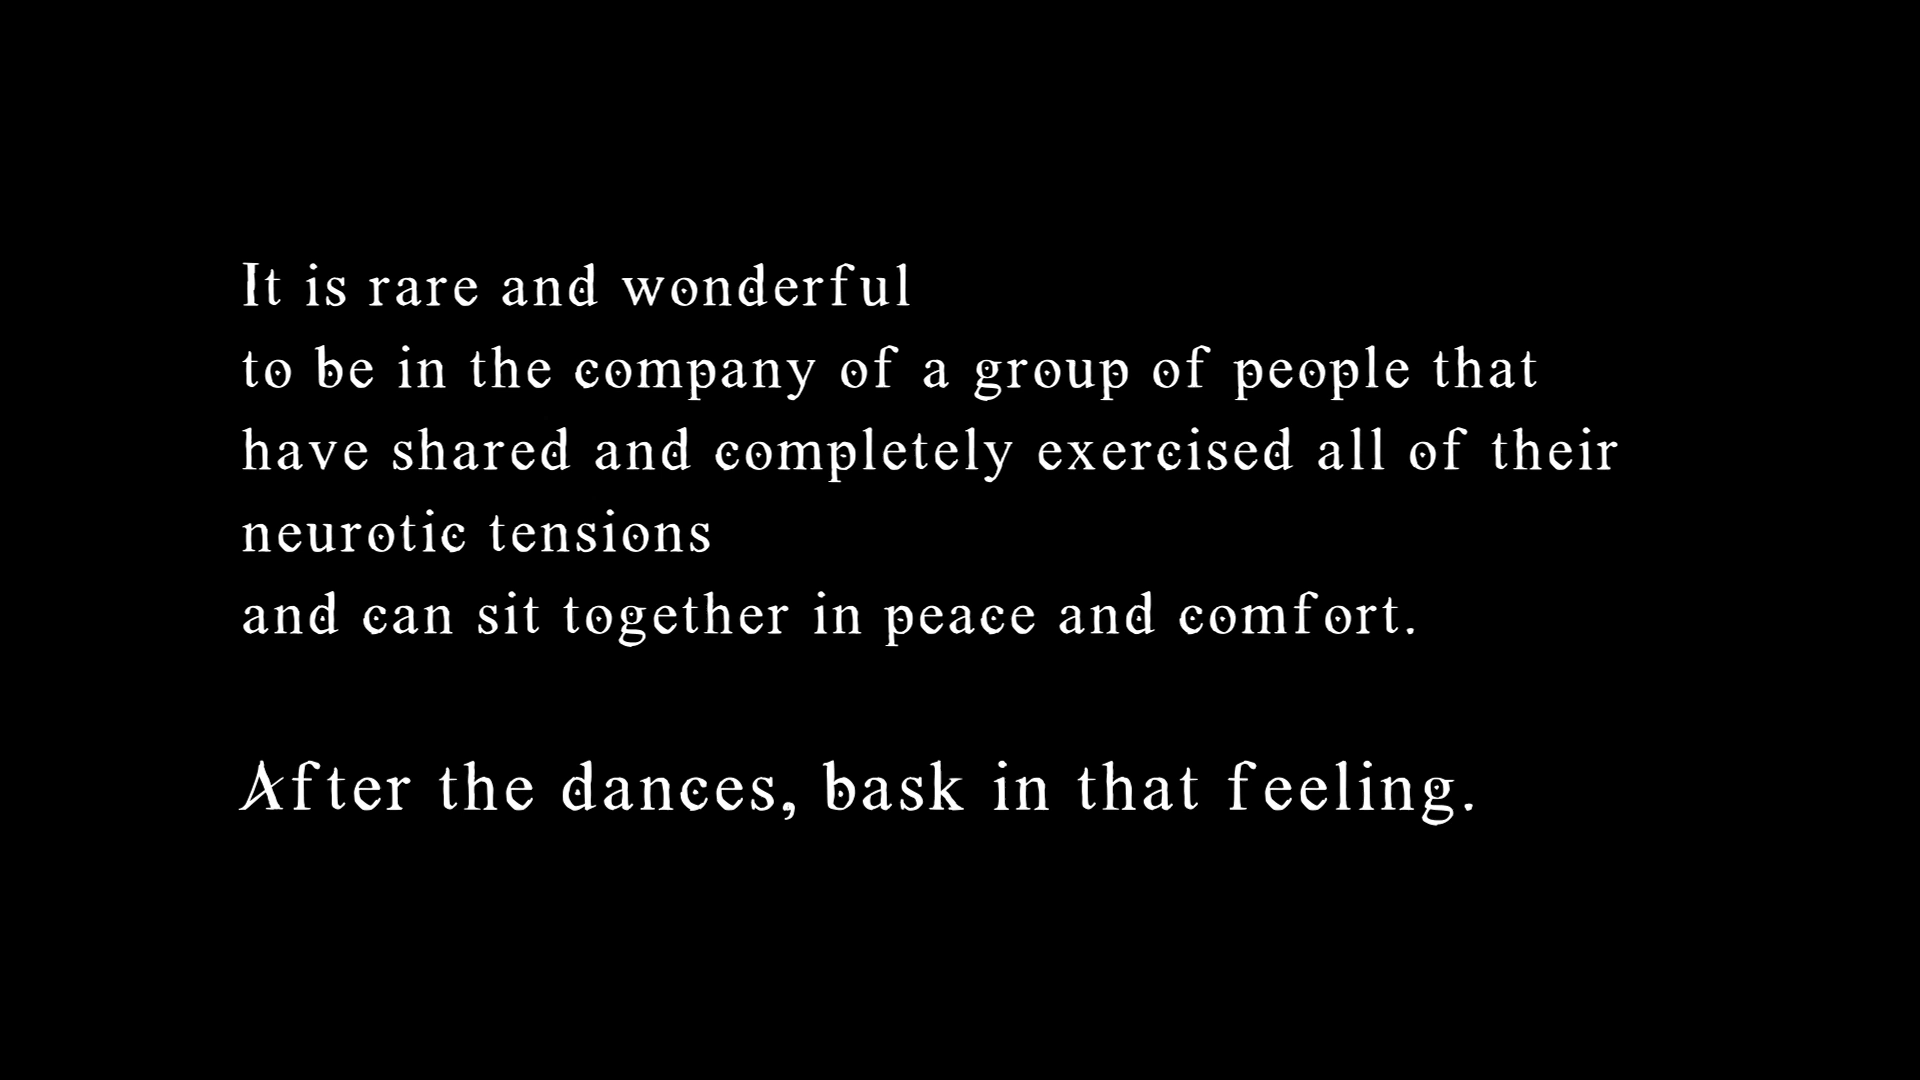 It is rare and wonderful
to be in the company of a group of people that
have shared and completely exercised all of their
neurotic tensions
and can sit together in peace and comfort.
After the dances, bask in that feeling.